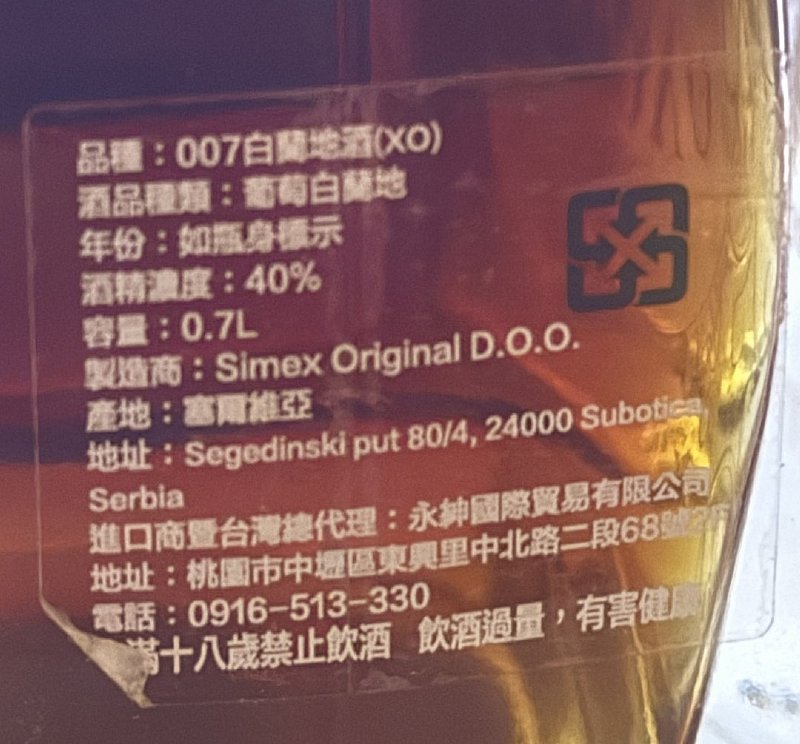 品種：007白蘭地酒(XO)
酒品種類：葡萄白蘭地
年份：如瓶身標示
酒精濃度：40%
容量：0.7L
製造商：Simex Original D.O.O.
產地：塞爾維亞
地址：Segedinski put 80/4, 24000 Subotica,
Serbia
進口商暨台灣總代理：永紳國際貿易有限公司
地址：桃園市中壢區東興里中北路二段68號
電話：0916-513-330
滿十八歲禁止飲酒 飲酒過量，有害健康